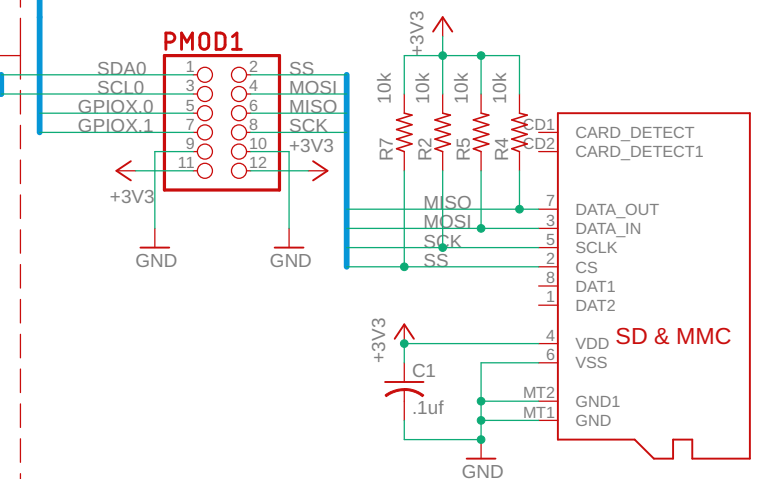 PMOD1
SDA0 1 2 SS
SCL0 3 4 MOSI
GPIOX.0 5 6 MISO
GPIOX.1 7 8 SCK
9 10 +3V3
11 12
+3V3
GND GND
+3V3
10k 10k 10k 10k
R7 R2 R5 R4
CD1 CARD_DETECT
CD2 CARD_DETECT1
MISO 7 DATA_OUT
MOSI 3 DATA_IN
SCK 5 SCLK
SS 2 CS
8 DAT1
1 DAT2
+3V3 4 VDD SD & MMC
6 VSS
C1
.1uf
MT2 GND1
MT1 GND
GND